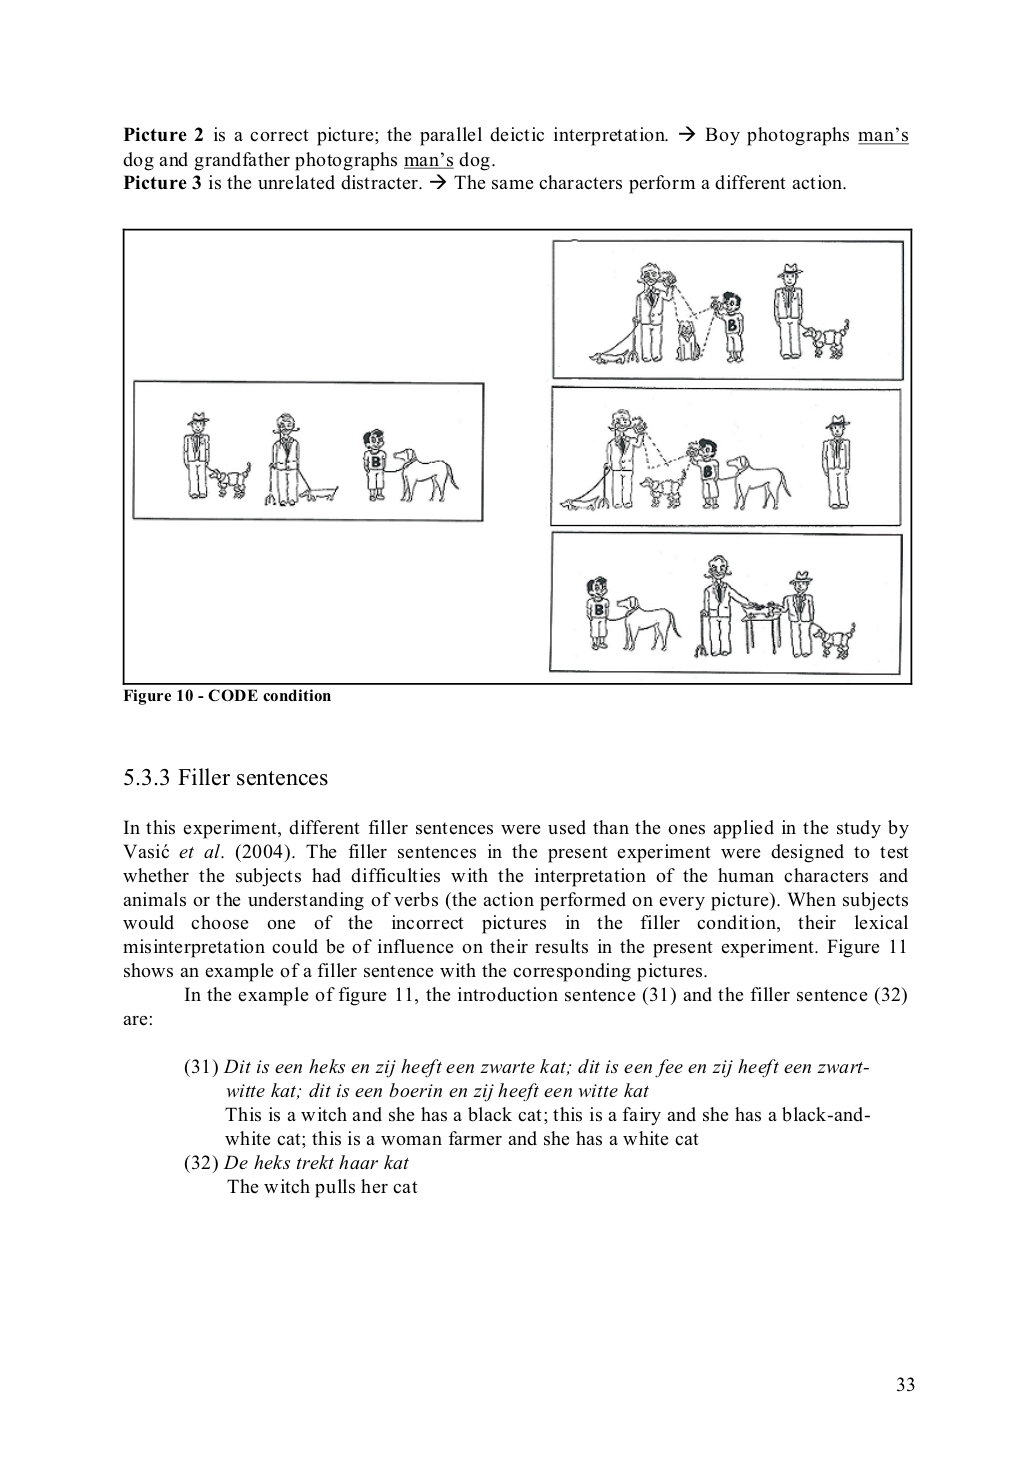 Picture 2 is a correct picture; the parallel deictic interpretation. → Boy photographs man’s
dog and grandfather photographs man’s dog.
Picture 3 is the unrelated distracter. → The same characters perform a different action.
B
B
B
B
Figure 10 - CODE condition
5.3.3 Filler sentences
In this experiment, different filler sentences were used than the ones applied in the study by
Vasić et al. (2004). The filler sentences in the present experiment were designed to test
whether the subjects had difficulties with the interpretation of the human characters and
animals or the understanding of verbs (the action performed on every picture). When subjects
would choose one of the incorrect pictures in the filler condition, their lexical
misinterpretation could be of influence on their results in the present experiment. Figure 11
shows an example of a filler sentence with the corresponding pictures.
In the example of figure 11, the introduction sentence (31) and the filler sentence (32)
are:
(31) Dit is een heks en zij heeft een zwarte kat; dit is een fee en zij heeft een zwart-
witte kat; dit is een boerin en zij heeft een witte kat
This is a witch and she has a black cat; this is a fairy and she has a black-and-
white cat; this is a woman farmer and she has a white cat
(32) De heks trekt haar kat
The witch pulls her cat
33